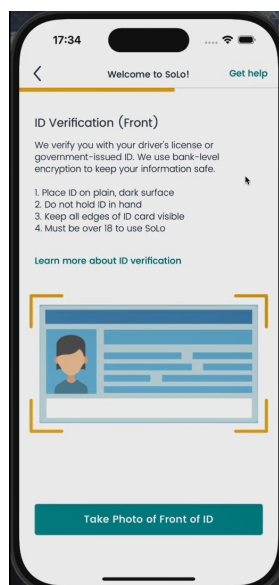 17:34
Welcome to SoLo!
Get help
ID Verification (Front)
We verify you with your driver's license or
government-issued ID. We use bank-level
encryption to keep your information safe.
1. Place ID on plain, dark surface
2. Do not hold ID in hand
3. Keep all edges of ID card visible
4. Must be over 18 to use SoLo
Learn more about ID verification
Take Photo of Front of ID